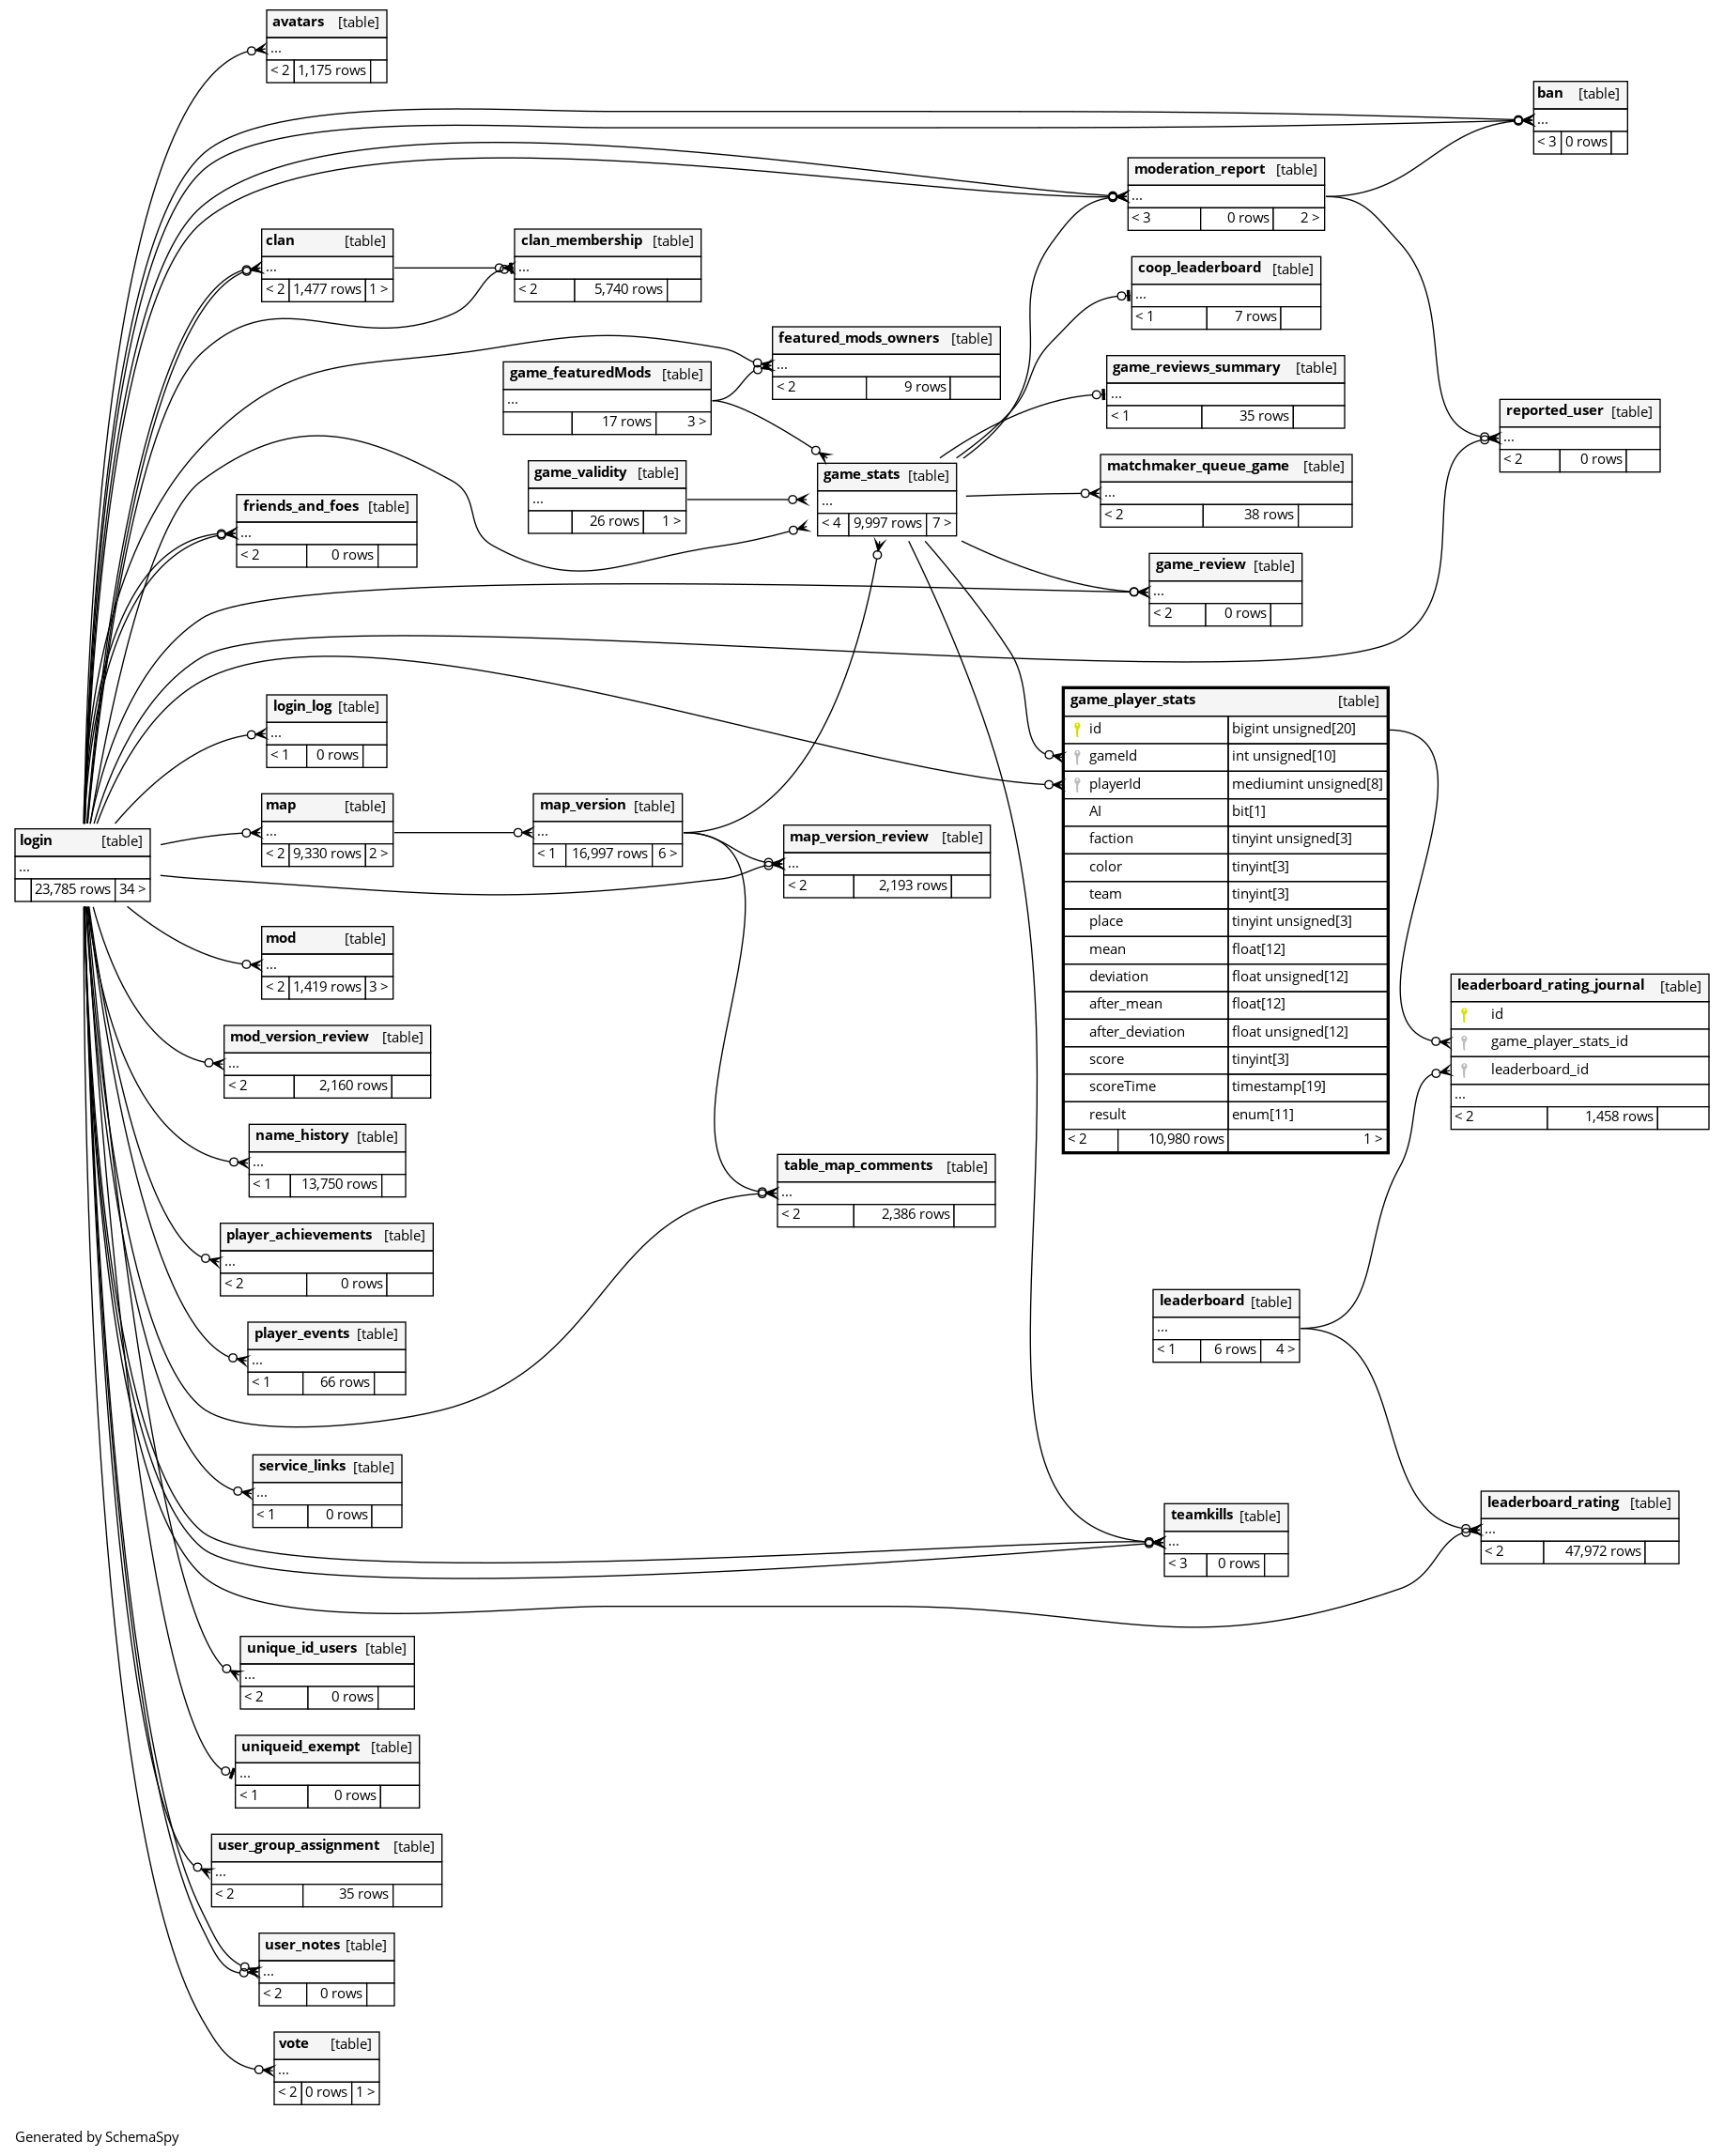 avatars [table]
...
< 2 1,175 rows
ban [table]
...
< 3 0 rows
moderation_report [table]
...
< 3 0 rows 2 >
clan [table]
...
< 2 1,477 rows 1 >
clan_membership [table]
...
< 2 5,740 rows
coop_leaderboard [table]
...
< 1 7 rows
featured_mods_owners [table]
...
< 2 9 rows
game_featuredMods [table]
...
17 rows 3 >
game_reviews_summary [table]
...
< 1 35 rows
reported_user [table]
...
< 2 0 rows
game_validity [table]
...
26 rows 1 >
game_stats [table]
...
< 4 9,997 rows 7 >
matchmaker_queue_game [table]
...
< 2 38 rows
friends_and_foes [table]
...
< 2 0 rows
game_review [table]
...
< 2 0 rows
game_player_stats [table]
id bigint unsigned[20]
gameId int unsigned[10]
playerId mediumint unsigned[8]
AI bit[1]
faction tinyint unsigned[3]
color tinyint[3]
team tinyint[3]
place tinyint unsigned[3]
mean float[12]
deviation float unsigned[12]
after_mean float[12]
after_deviation float unsigned[12]
score tinyint[3]
scoreTime timestamp[19]
result enum[11]
< 2 10,980 rows 1 >
login_log [table]
...
< 1 0 rows
map [table]
...
< 2 9,330 rows 2 >
map_version [table]
...
< 1 16,997 rows 6 >
map_version_review [table]
...
< 2 2,193 rows
login [table]
...
23,785 rows 34 >
mod [table]
...
< 2 1,419 rows 3 >
leaderboard_rating_journal [table]
id
game_player_stats_id
leaderboard_id
...
< 2 1,458 rows
mod_version_review [table]
...
< 2 2,160 rows
name_history [table]
...
< 1 13,750 rows
table_map_comments [table]
...
< 2 2,386 rows
player_achievements [table]
...
< 2 0 rows
leaderboard [table]
...
< 1 6 rows 4 >
player_events [table]
...
< 1 66 rows
service_links [table]
...
< 1 0 rows
leaderboard_rating [table]
...
< 2 47,972 rows
teamkills [table]
...
< 3 0 rows
unique_id_users [table]
...
< 2 0 rows
uniqueid_exempt [table]
...
< 1 0 rows
user_group_assignment [table]
...
< 2 35 rows
user_notes [table]
...
< 2 0 rows
vote [table]
...
< 2 0 rows 1 >
Generated by SchemaSpy